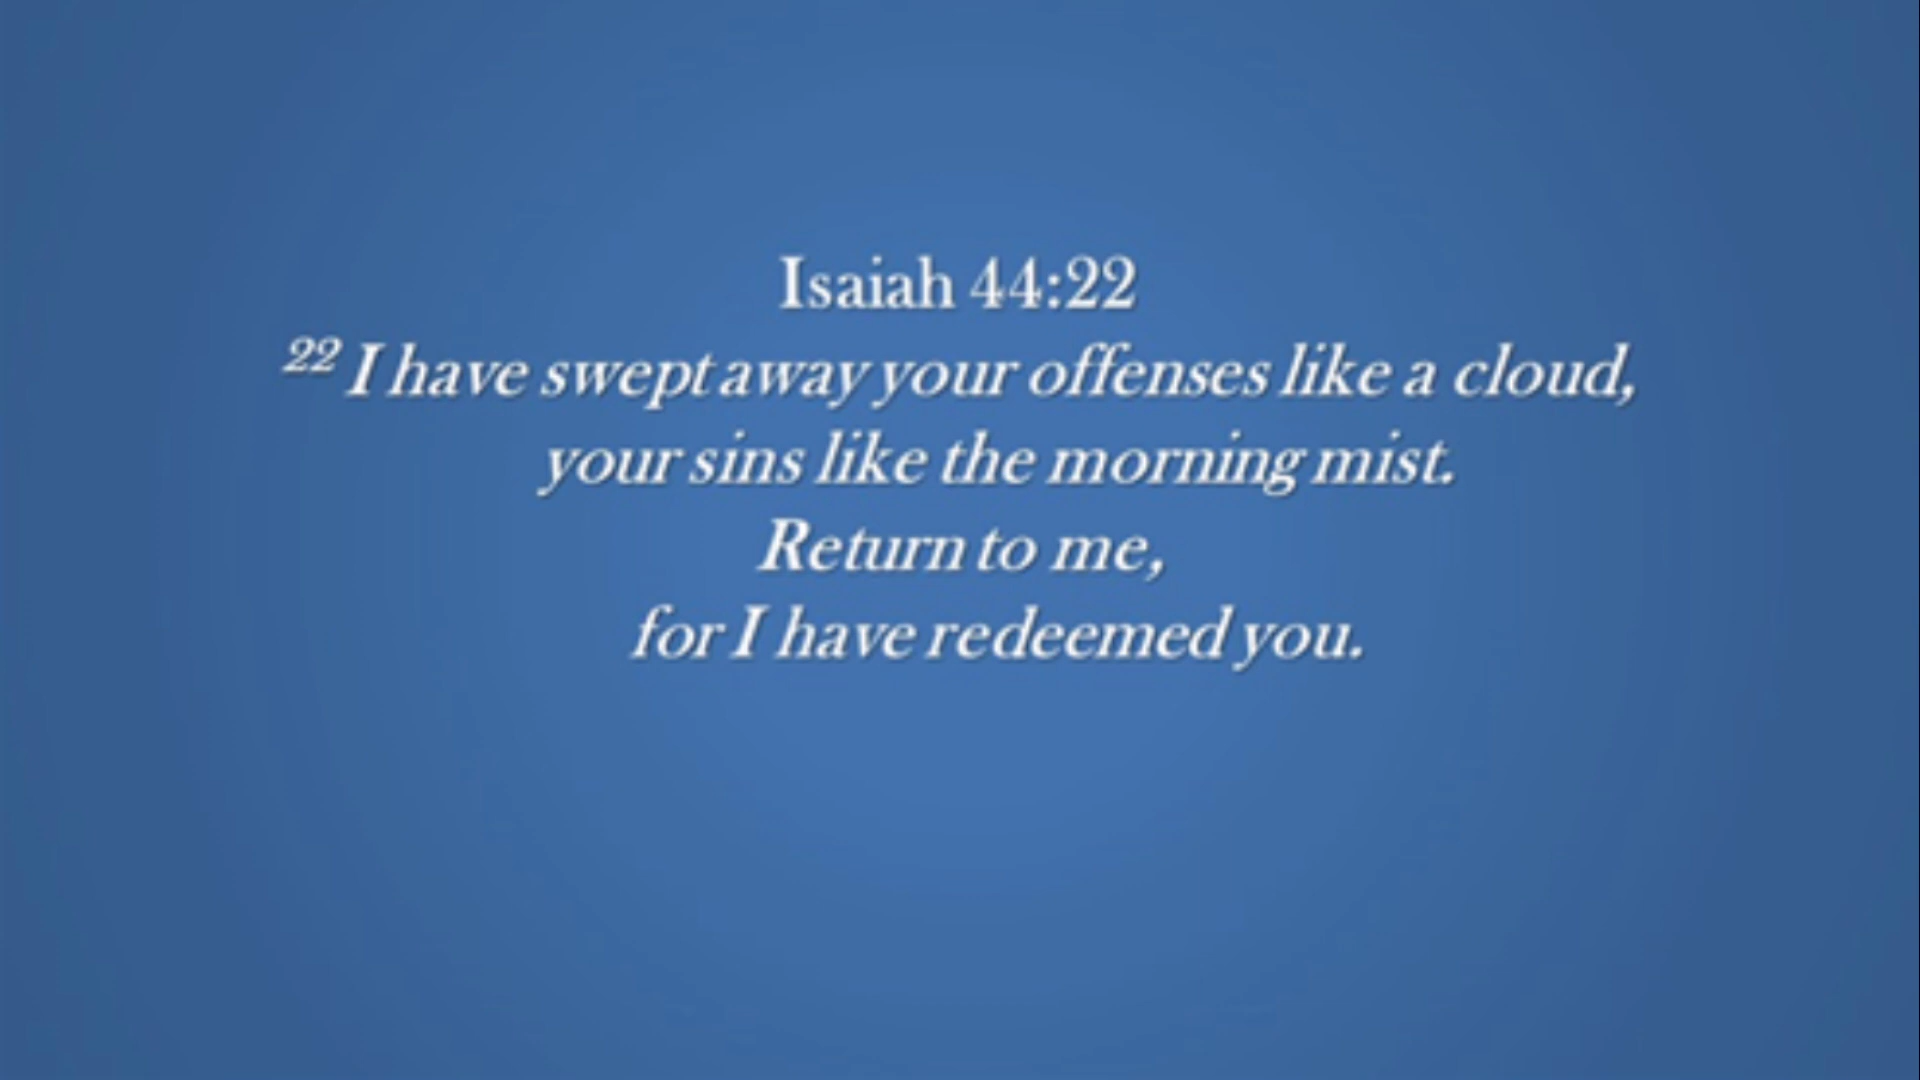 Isaiah 44:22
22 I have swept away your offenses like a cloud,
your sins like the morning mist.
Return to me,
for I have redeemed you.